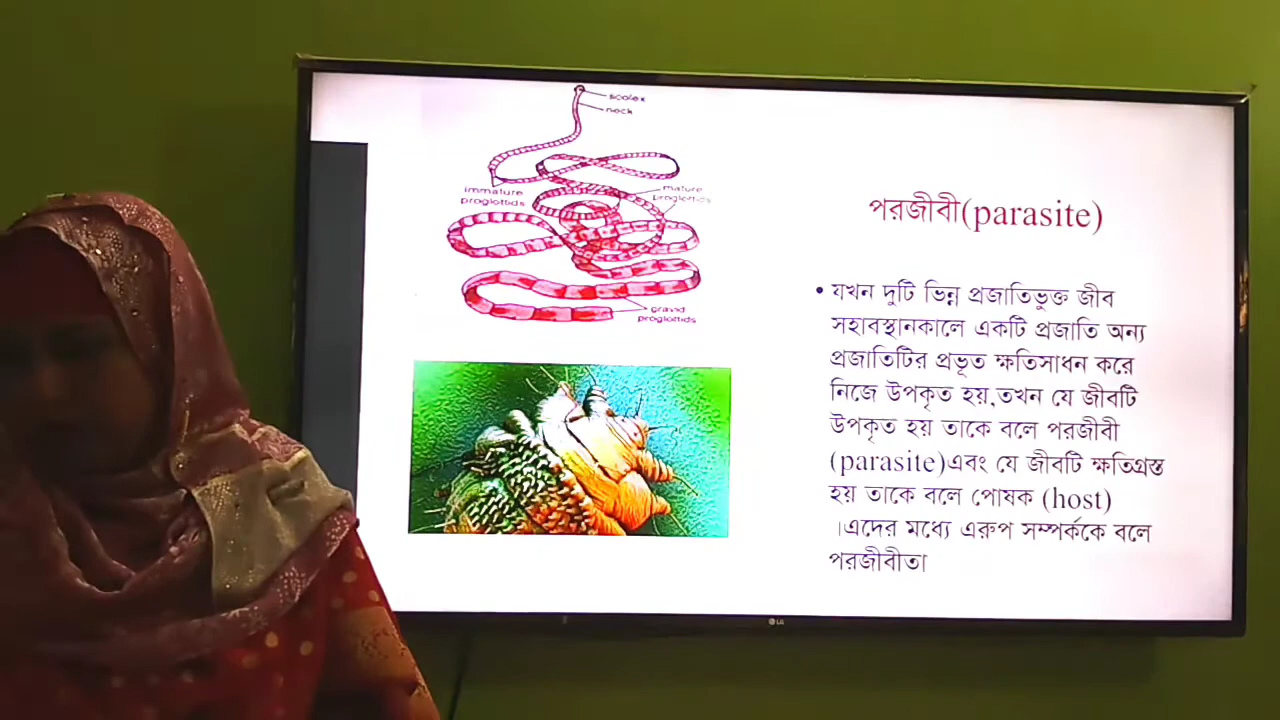 scolex
neck
immature
proglottids
mature
proglottids
gravid
proglottids
পরজীবী(parasite)
• যখন দুটি ভিন্ন প্রজাতিভুক্ত জীব
সহাবস্থানকালে একটি প্রজাতি অন্য
প্রজাতিটির প্রভূত ক্ষতিসাধন করে
নিজে উপকৃত হয়,তখন যে জীবটি
উপকৃত হয় তাকে বলে পরজীবী
(parasite)এবং যে জীবটি ক্ষতিগ্রস্ত
হয় তাকে বলে পোষক (host)
।এদের মধ্যে এরুপ সম্পর্ককে বলে
পরজীবীতা
LG